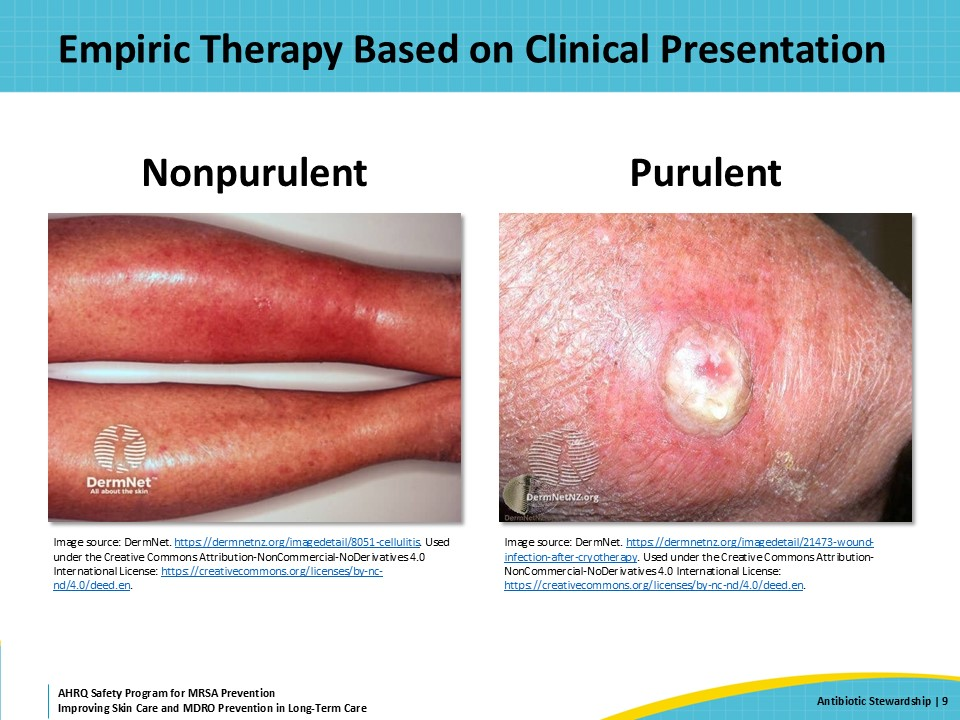 Empiric Therapy Based on Clinical Presentation
Nonpurulent
DermNet™
All about the skin
Image source: DermNet. https://dermnetnz.org/imagedetail/8051-cellulitis. Used
under the Creative Commons Attribution-NonCommercial-NoDerivatives 4.0
International License: https://creativecommons.org/licenses/by-nc-
nd/4.0/deed.en.
Purulent
DermNetNZ.org
DermNetNZ.org
Image source: DermNet. https://dermnetnz.org/imagedetail/21473-wound-
infection-after-cryotherapy. Used under the Creative Commons Attribution-
NonCommercial-NoDerivatives 4.0 International License:
https://creativecommons.org/licenses/by-nc-nd/4.0/deed.en.
AHRQ Safety Program for MRSA Prevention
Improving Skin Care and MDRO Prevention in Long-Term Care
Antibiotic Stewardship | 9